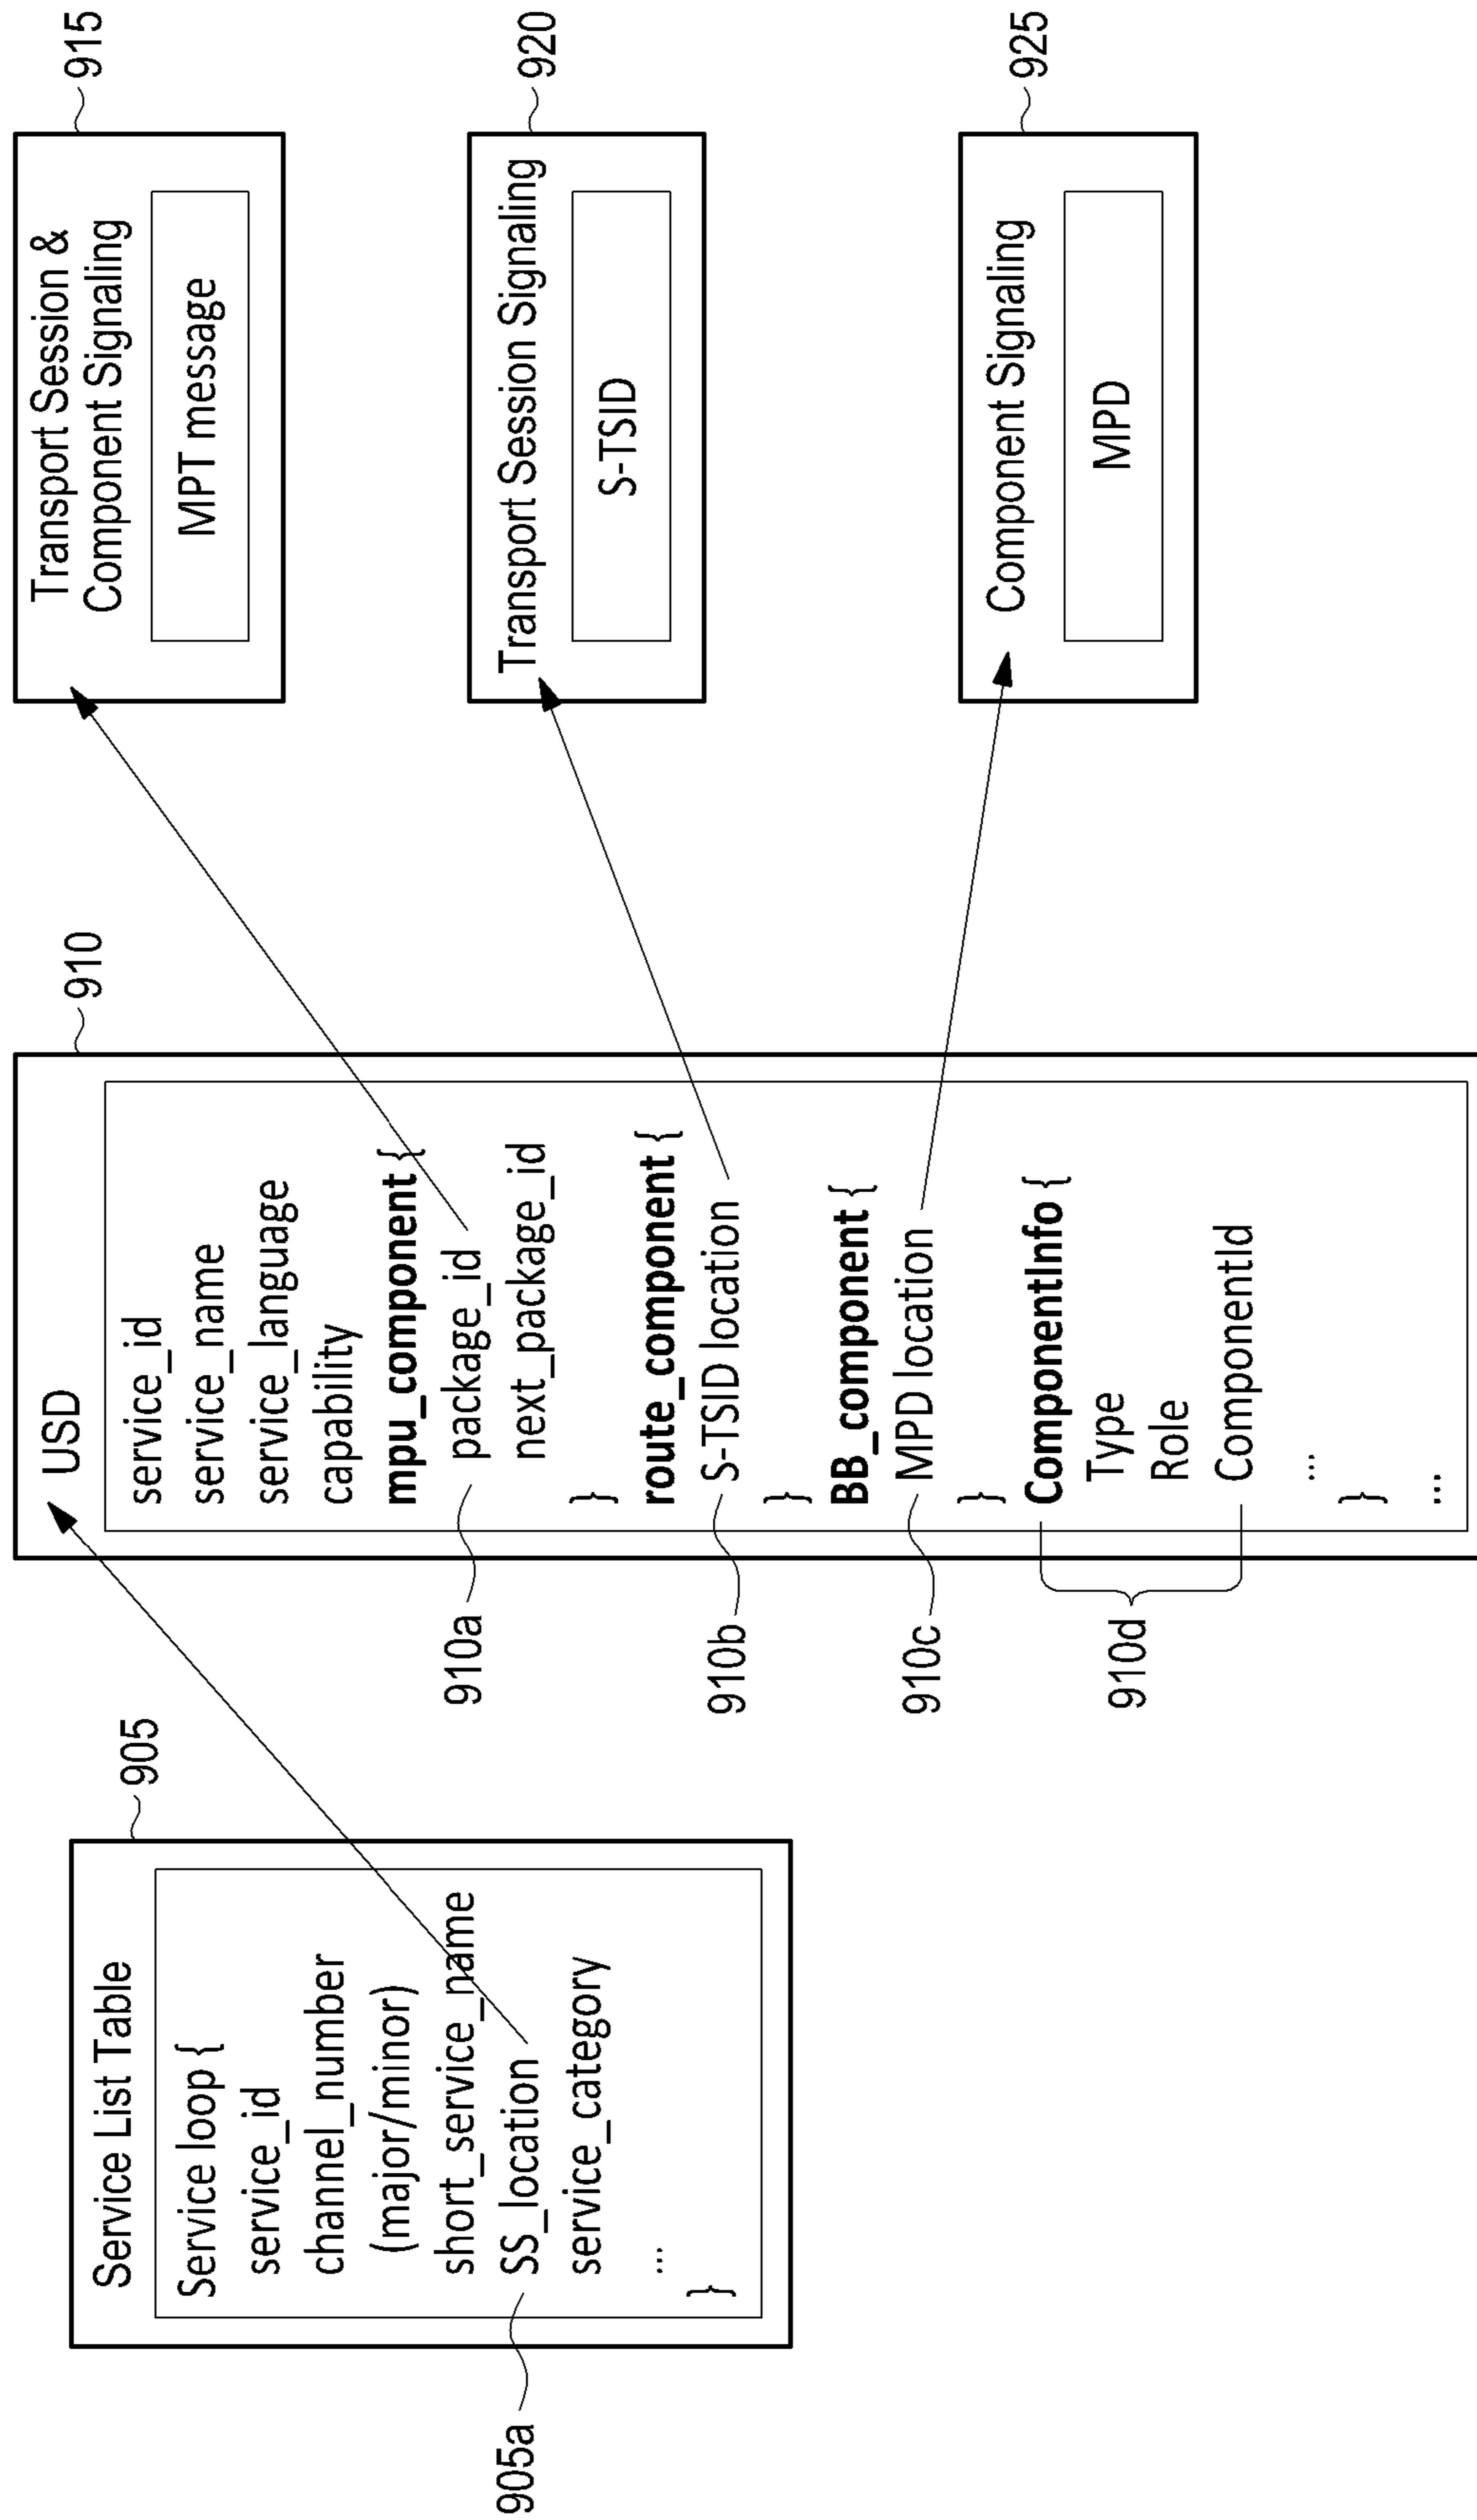 905
Service List Table
Service loop {
service_id
channel_number
(major/minor)
short_service_name
905a
SS_location
service_category
...
}
910
USD
service_id
service_name
service_language
capability
mpu_component {
910a
package_id
next_package_id
}
route_component {
910b
S-TSID location
}
BB_component {
910c
MPD location
}
ComponentInfo {
910d
Type
Role
ComponentId
...
}
...
915
Transport Session &
Component Signaling
MPT message
920
Transport Session Signaling
S-TSID
925
Component Signaling
MPD